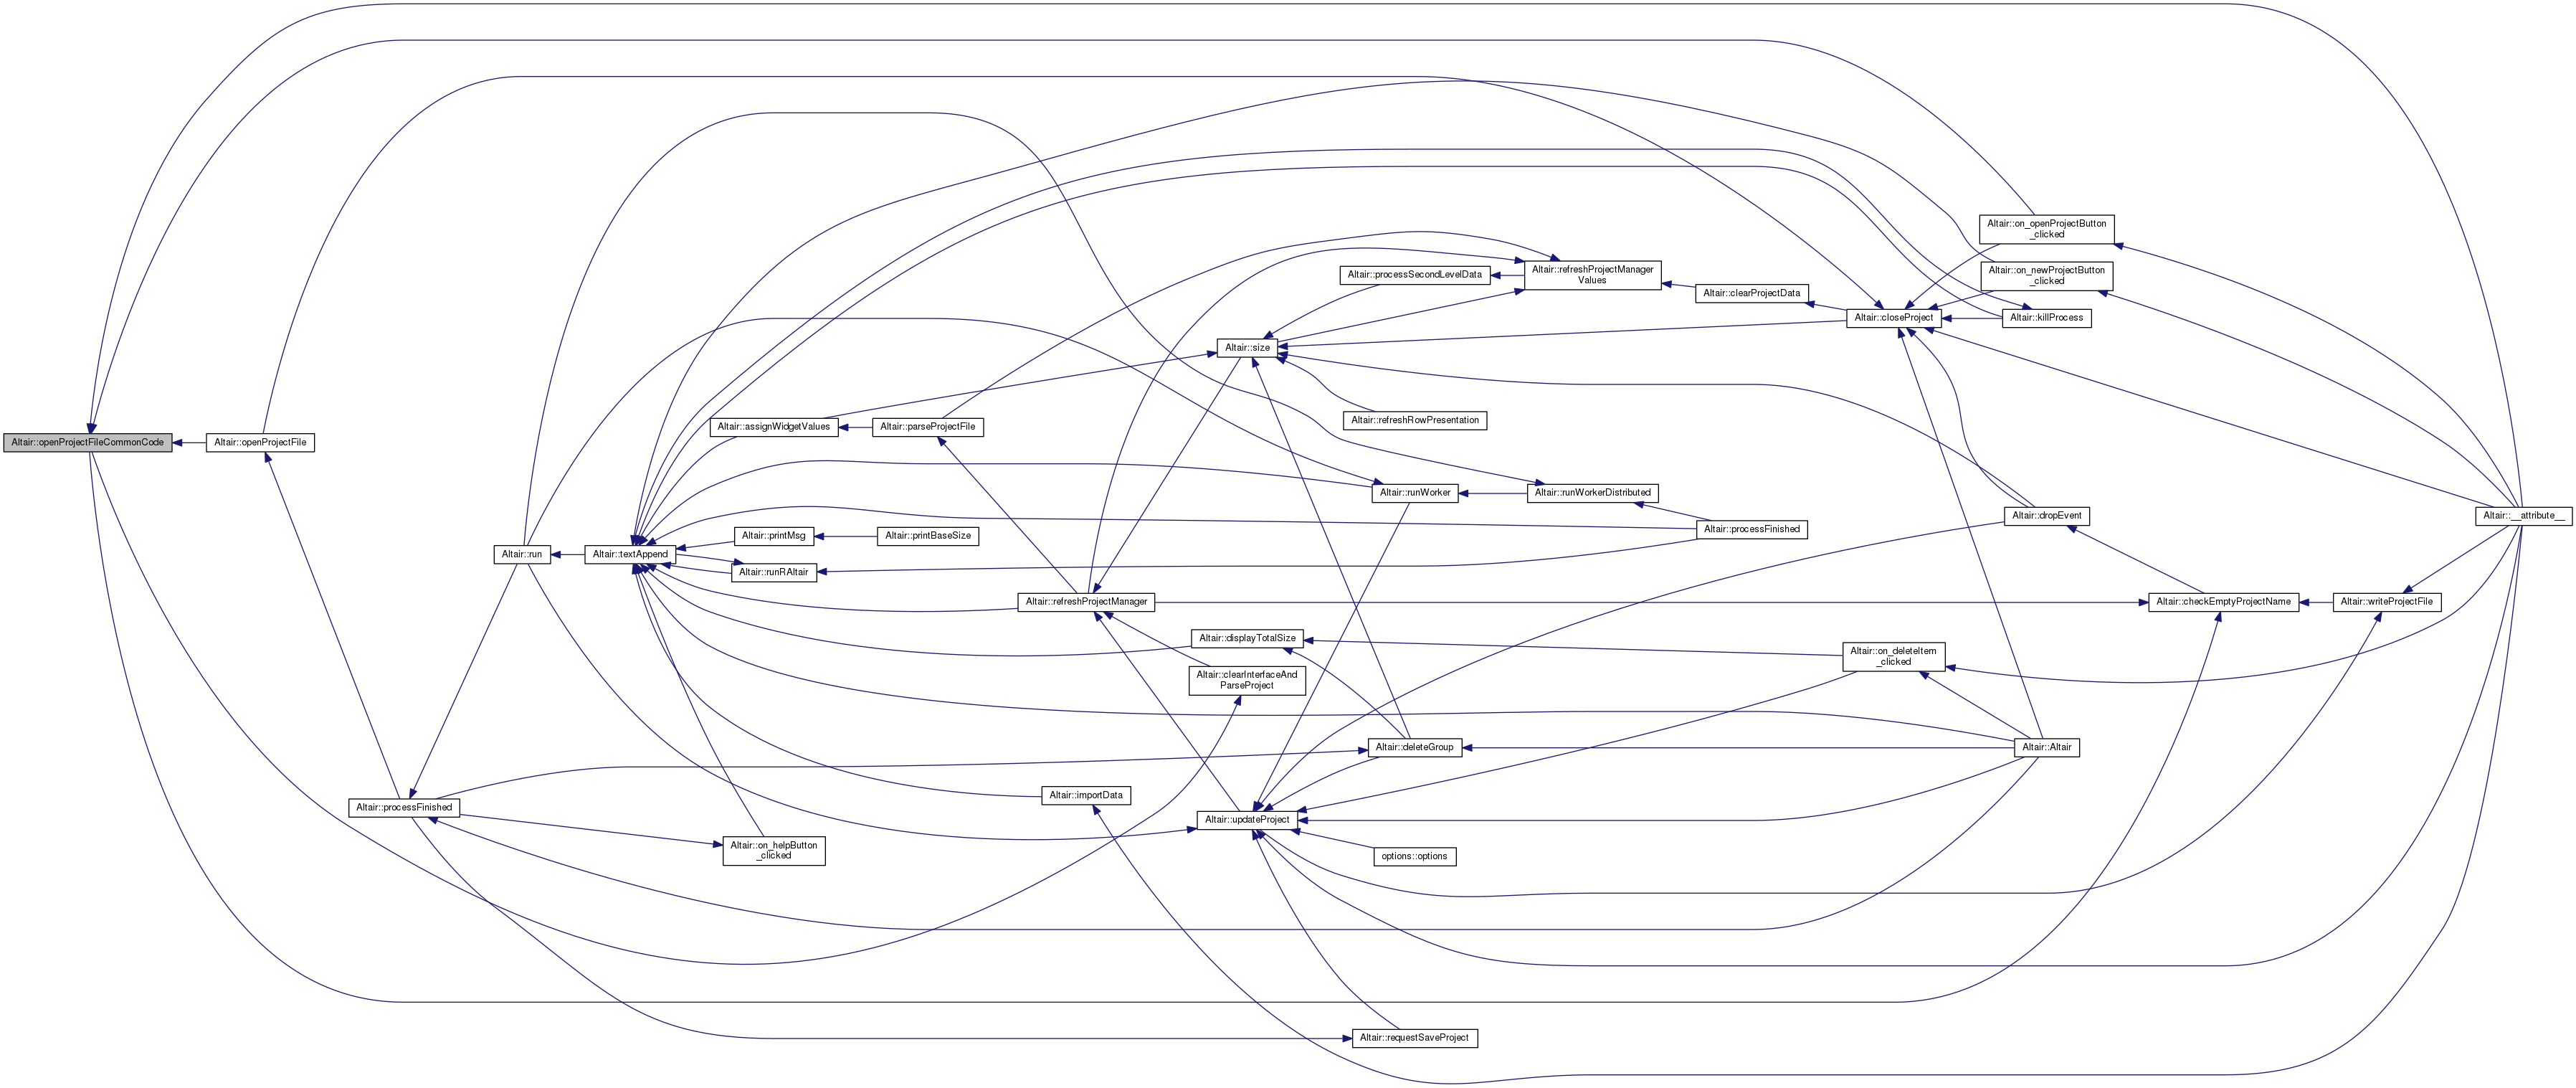 Altair::openProjectFileCommonCode
Altair::openProjectFile
Altair::processFinished
Altair::run
Altair::textAppend
Altair::assignWidgetValues
Altair::printMsg
Altair::runRAltair
Altair::on_helpButton
_clicked
Altair::parseProjectFile
Altair::printBaseSize
Altair::refreshProjectManager
Altair::importData
Altair::size
Altair::displayTotalSize
Altair::clearInterfaceAnd
ParseProject
Altair::updateProject
Altair::processSecondLevelData
Altair::refreshRowPresentation
Altair::runWorker
Altair::deleteGroup
options::options
Altair::requestSaveProject
Altair::refreshProjectManager
Values
Altair::runWorkerDistributed
Altair::clearProjectData
Altair::processFinished
Altair::closeProject
Altair::on_deleteItem
_clicked
Altair::on_openProjectButton
_clicked
Altair::on_newProjectButton
_clicked
Altair::killProcess
Altair::dropEvent
Altair::Altair
Altair::checkEmptyProjectName
Altair::writeProjectFile
Altair::__attribute__